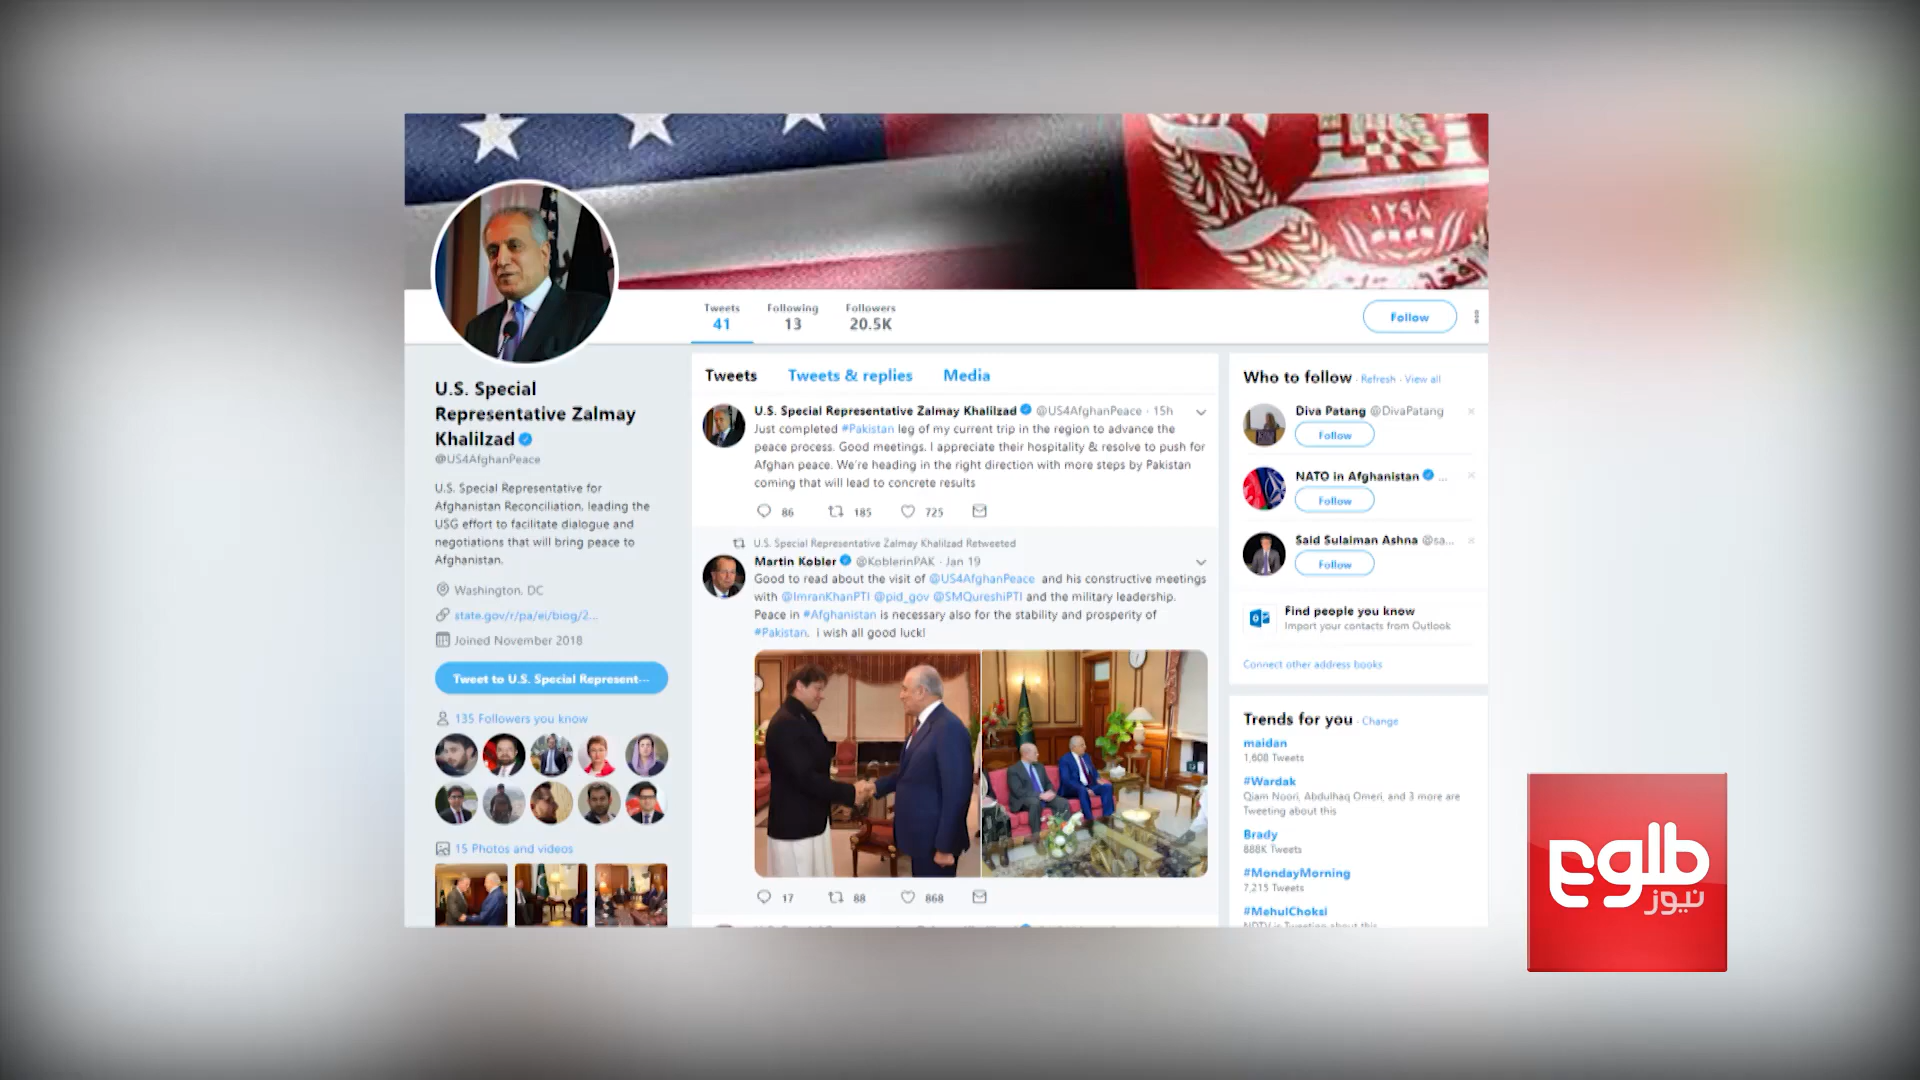 ١٢٩٨
Tweets
41
Following
13
Followers
20.5K
Follow
U.S. Special
Representative Zalmay
Khalilzad
@US4AfghanPeace
U.S. Special Representative for
Afghanistan Reconciliation, leading the
USG effort to facilitate dialogue and
negotiations that will bring peace to
Afghanistan.
Washington, DC
state.gov/r/pa/ei/biog/2...
Joined November 2018
Tweet to U.S. Special Represent...
135 Followers you know
15 Photos and videos
Tweets Tweets & replies Media
U.S. Special Representative Zalmay Khalilzad @US4AfghanPeace · 15h
Just completed #Pakistan leg of my current trip in the region to advance the
peace process. Good meetings. I appreciate their hospitality & resolve to push for
Afghan peace. We're heading in the right direction with more steps by Pakistan
coming that will lead to concrete results
86 185 725
U.S. Special Representative Zalmay Khalilzad Retweeted
Martin Kobler @KoblerinPAK · Jan 19
Good to read about the visit of @US4AfghanPeace and his constructive meetings
with @ImranKhanPTI @pid_gov @SMQureshiPTI and the military leadership.
Peace in #Afghanistan is necessary also for the stability and prosperity of
#Pakistan. i wish all good luck!
17 88 868
Who to follow · Refresh · View all
Diva Patang @DivaPatang
Follow
NATO in Afghanistan ...
Follow
Said Sulaiman Ashna @sa...
Follow
Find people you know
Import your contacts from Outlook
Connect other address books
Trends for you · Change
maidan
1,608 Tweets
#Wardak
Qiam Noori, Abdulhaq Omeri, and 3 more are
Tweeting about this
Brady
888K Tweets
#MondayMorning
7,215 Tweets
#MehulChoksi
NDTV is Tweeting about this
طلوع
نیوز